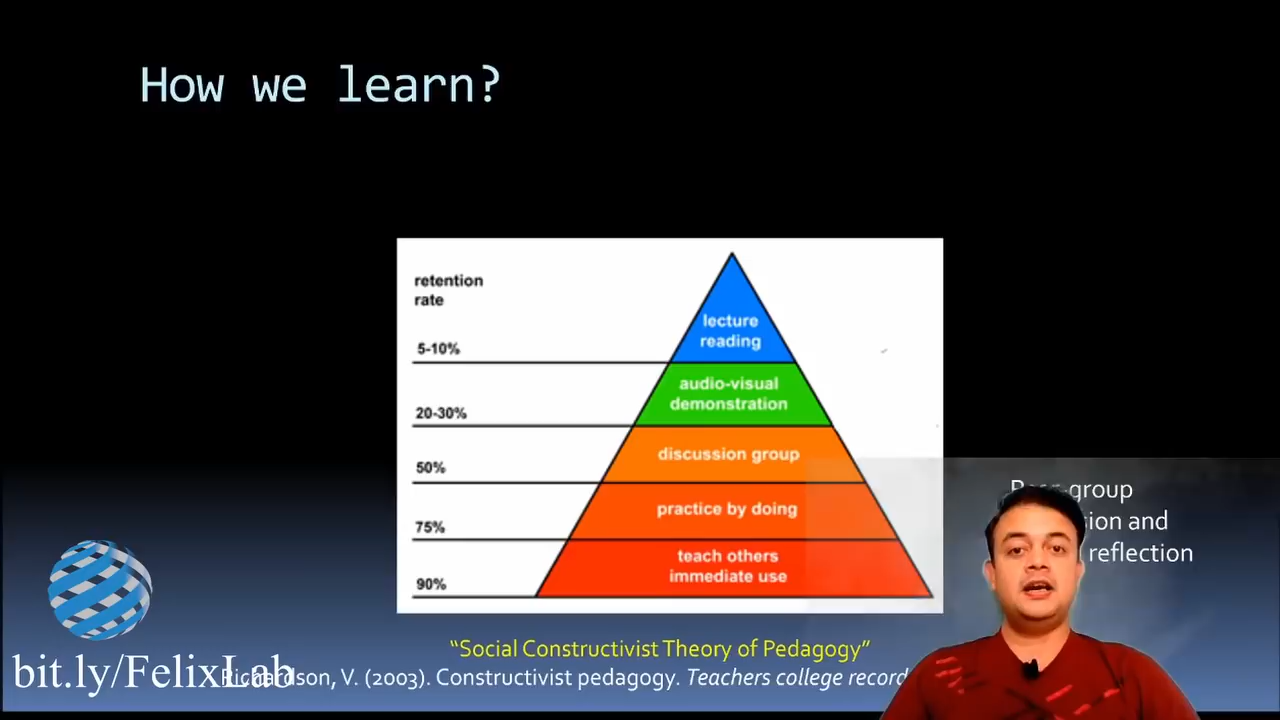 How we learn?
retention
rate
5-10%
20-30%
50%
75%
90%
lecture
reading
audio-visual
demonstration
discussion group
practice by doing
teach others
immediate use
group
and
reflection
“Social Constructivist Theory of Pedagogy”
Richardson, V. (2003). Constructivist pedagogy. Teachers college record
bit.ly/FelixLab